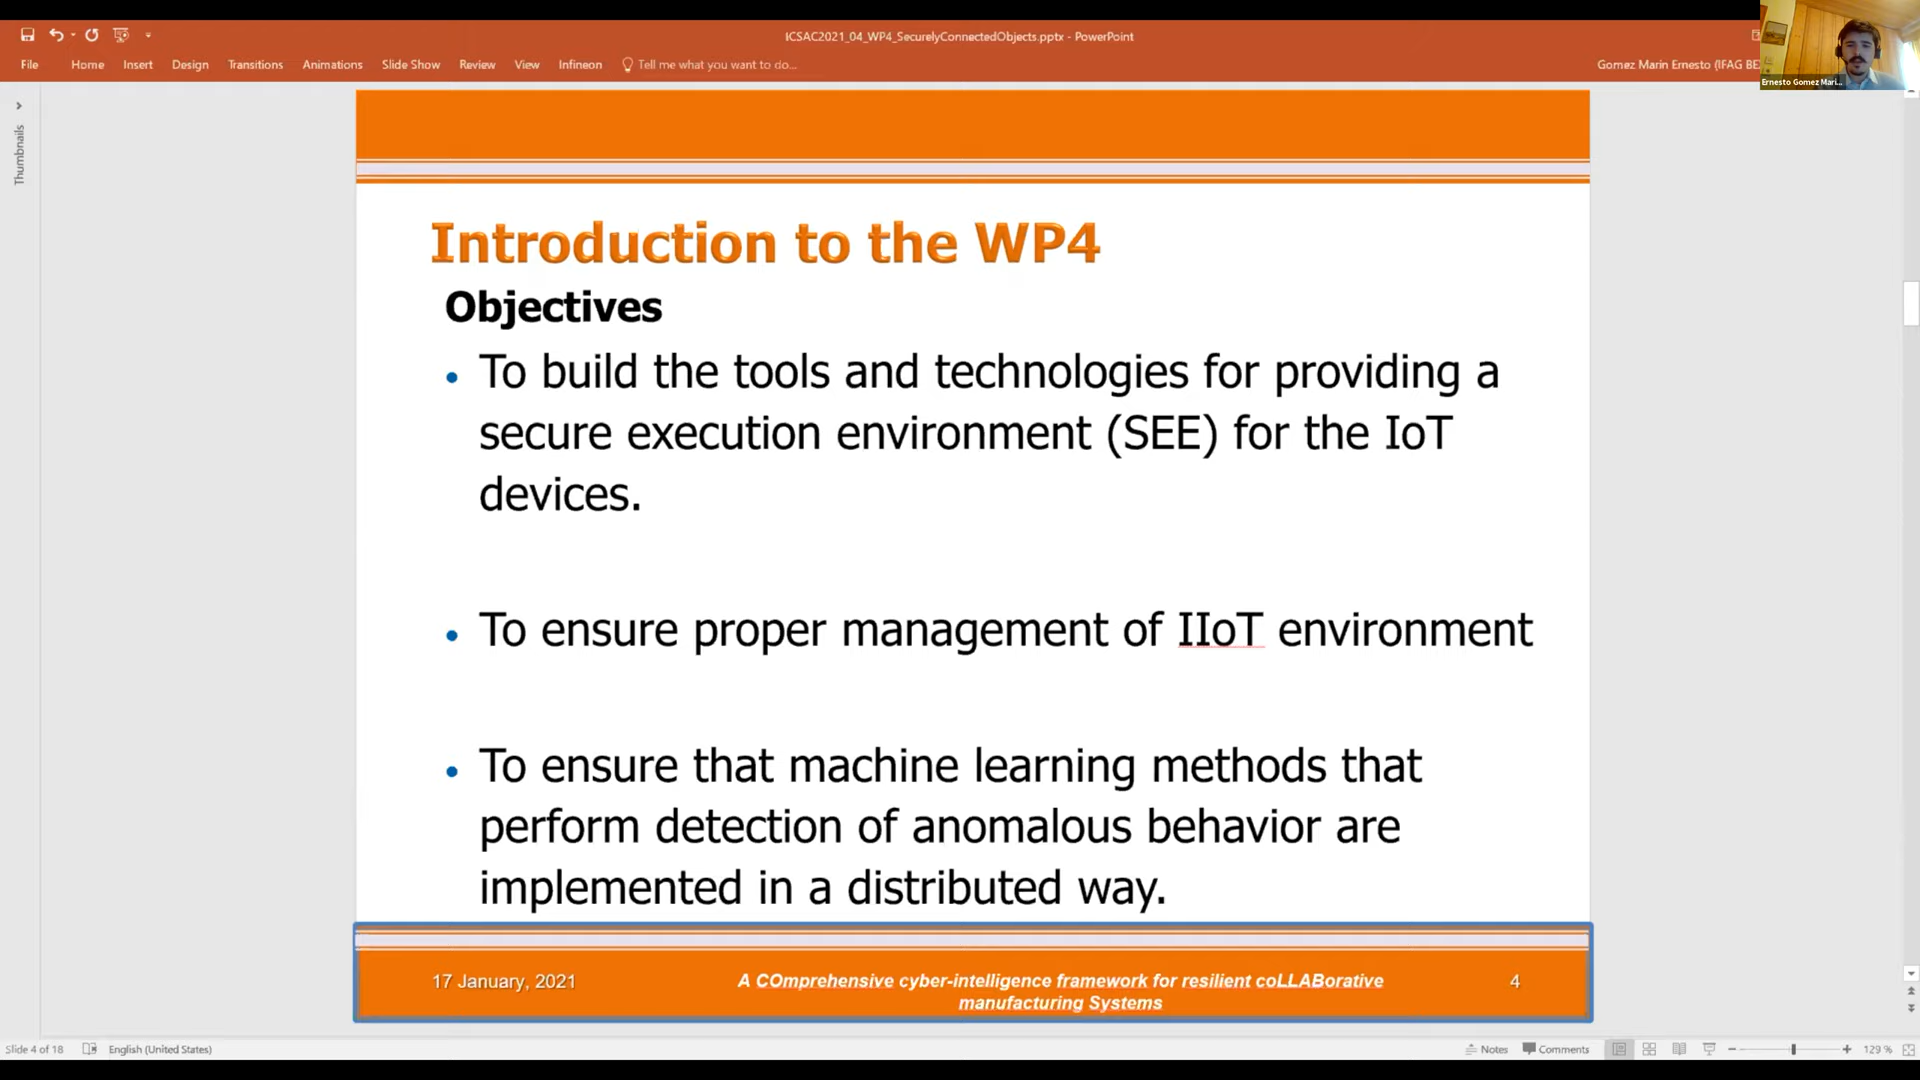 ICSAC2021_04_WP4_SecurelyConnectedObjects.pptx - PowerPoint
File Home Insert Design Transitions Animations Slide Show Review View Infineon Tell me what you want to do...
Gomez Marin Ernesto (IFAG BE
Ernesto Gomez Mari...
Thumbnails
Introduction to the WP4
Objectives
• To build the tools and technologies for providing a
secure execution environment (SEE) for the IoT
devices.
• To ensure proper management of IIoT environment
• To ensure that machine learning methods that
perform detection of anomalous behavior are
implemented in a distributed way.
17 January, 2021
A COmprehensive cyber-intelligence framework for resilient coLLABorative
manufacturing Systems
4
Slide 4 of 18 English (United States) Notes Comments 129 %